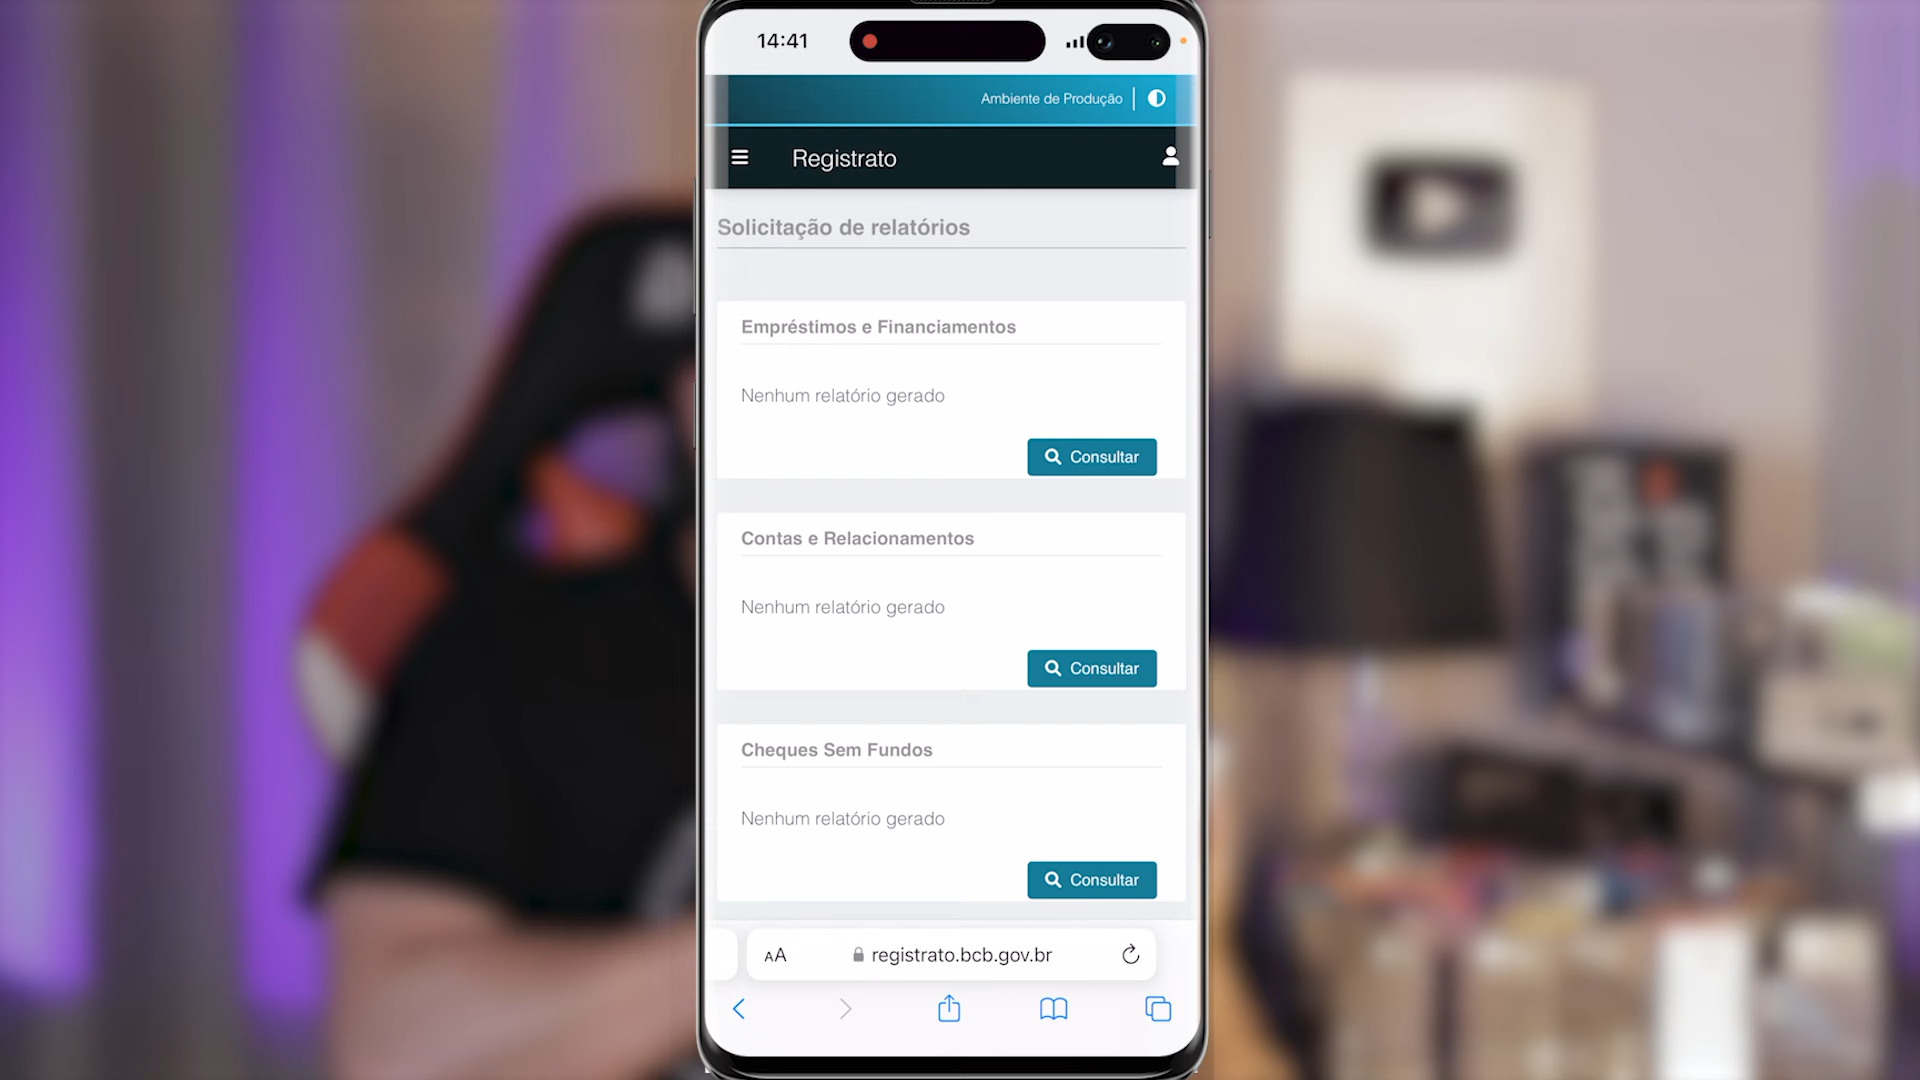 14:41
Ambiente de Produção
Registrato
Solicitação de relatórios
Empréstimos e Financiamentos
Nenhum relatório gerado
Consultar
Contas e Relacionamentos
Nenhum relatório gerado
Consultar
Cheques Sem Fundos
Nenhum relatório gerado
Consultar
AA registrato.bcb.gov.br